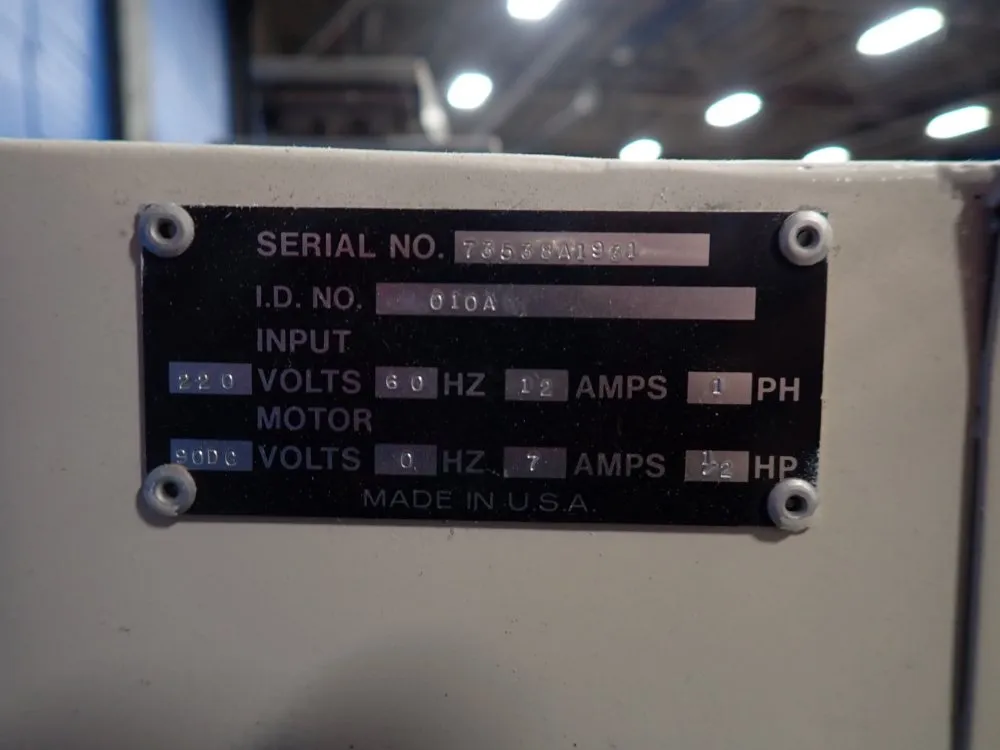 SERIAL NO. 73538A1931
I.D. NO. 010A
INPUT
220 VOLTS 60 HZ 12 AMPS 1 PH
MOTOR
90DC VOLTS 0 HZ 7 AMPS 1/2 HP
MADE IN U.S.A.